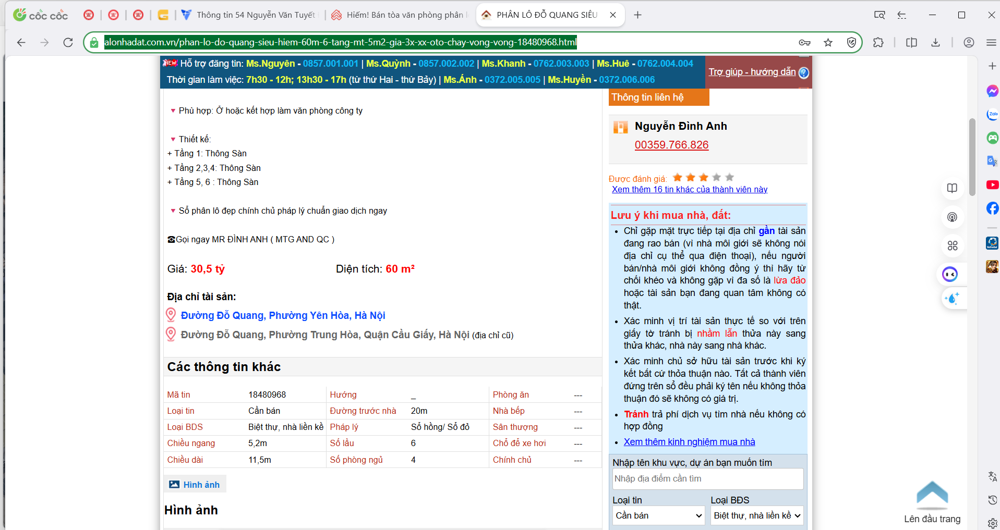 cốc cốc
Thông tin 54 Nguyễn Văn Tuyết
Hiếm! Bán tòa văn phòng phân l
PHÂN LÔ ĐỖ QUANG SIÊU
alonhadat.com.vn/phan-lo-do-quang-sieu-hiem-60m-6-tang-mt-5m2-gia-3x-xx-oto-chay-vong-vong-18480968.html
NEW Hỗ trợ đăng tin: Ms.Nguyên - 0857.001.001 | Ms.Quỳnh - 0857.002.002 | Ms.Khanh - 0762.003.003 | Ms.Huê - 0762.004.004
Thời gian làm việc: 7h30 - 12h; 13h30 - 17h (từ thứ Hai - thứ Bảy) | Ms.Ánh - 0372.005.005 | Ms.Huyền - 0372.006.006
Trợ giúp - hướng dẫn
Phù hợp: Ở hoặc kết hợp làm văn phòng công ty
Thiết kế:
+ Tầng 1: Thông Sàn
+ Tầng 2,3,4: Thông Sàn
+ Tầng 5, 6 : Thông Sàn
Sổ phân lô đẹp chính chủ pháp lý chuẩn giao dịch ngay
☎Gọi ngay MR ĐÌNH ANH ( MTG AND QC )
Giá: 30,5 tỷ
Diện tích: 60 m²
Địa chỉ tài sản:
Đường Đỗ Quang, Phường Yên Hòa, Hà Nội
Đường Đỗ Quang, Phường Trung Hòa, Quận Cầu Giấy, Hà Nội (địa chỉ cũ)
Các thông tin khác
Mã tin 18480968 Hướng _ Phòng ăn ---
Loại tin Cần bán Đường trước nhà 20m Nhà bếp ---
Loại BDS Biệt thự, nhà liền kề Pháp lý Sổ hồng/ Sổ đỏ Sân thượng ---
Chiều ngang 5,2m Số lầu 6 Chổ để xe hơi ---
Chiều dài 11,5m Số phòng ngủ 4 Chính chủ ---
Hình ảnh
Hình ảnh
Thông tin liên hệ
Nguyễn Đình Anh
00359.766.826
Được đánh giá:
Xem thêm 16 tin khác của thành viên này
Lưu ý khi mua nhà, đất:
• Chỉ gặp mặt trực tiếp tại địa chỉ gần tài sản
đang rao bán (vì nhà môi giới sẽ không nói
địa chỉ cụ thể qua điện thoại), nếu người
bán/nhà môi giới không đồng ý thì hãy từ
chối khéo và không gặp vì đa số là lừa đảo
hoặc tài sản bạn đang quan tâm không có
thật.
• Xác minh vị trí tài sản thực tế so với trên
giấy tờ tránh bị nhầm lẫn thửa này sang
thửa khác, nhà này sang nhà khác.
• Xác minh chủ sở hữu tài sản trước khi ký
kết bất cứ thỏa thuận nào. Tất cả thành viên
đứng trên sổ đều phải ký tên nếu không thỏa
thuận đó sẽ không có giá trị.
• Tránh trả phí dịch vụ tìm nhà nếu không có
hợp đồng
• Xem thêm kinh nghiệm mua nhà
Nhập tên khu vực, dự án bạn muốn tìm
Nhập địa điểm cần tìm
Loại tin
Loại BĐS
Cần bán
Biệt thự, nhà liền kề
Zalo
Lên đầu trang